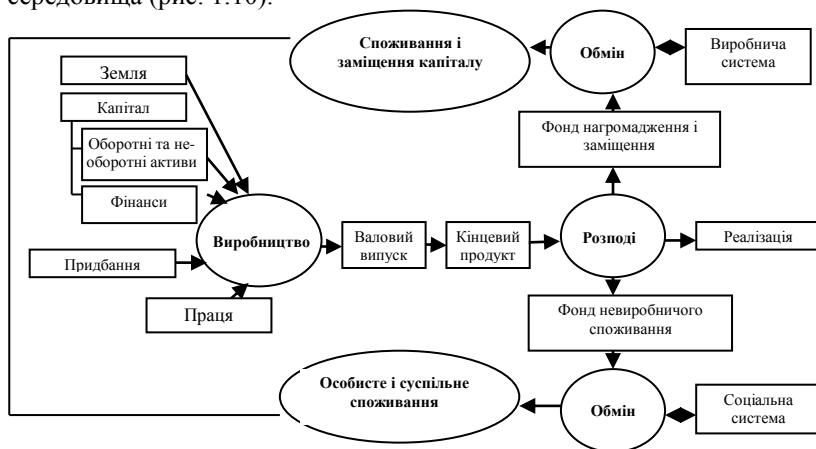 середовища (рис. 1.10).
Споживання і
заміщення капіталу
Обмін
Виробнича
система
Земля
Капітал
Оборотні та не-
оборотні активи
Фінанси
Фонд нагромадження і
заміщення
Виробництво
Валовий
випуск
Кінцевий
продукт
Розподі
Реалізація
Придбання
Праця
Фонд невиробничого
споживання
Особисте і суспільне
споживання
Обмін
Соціальна
система